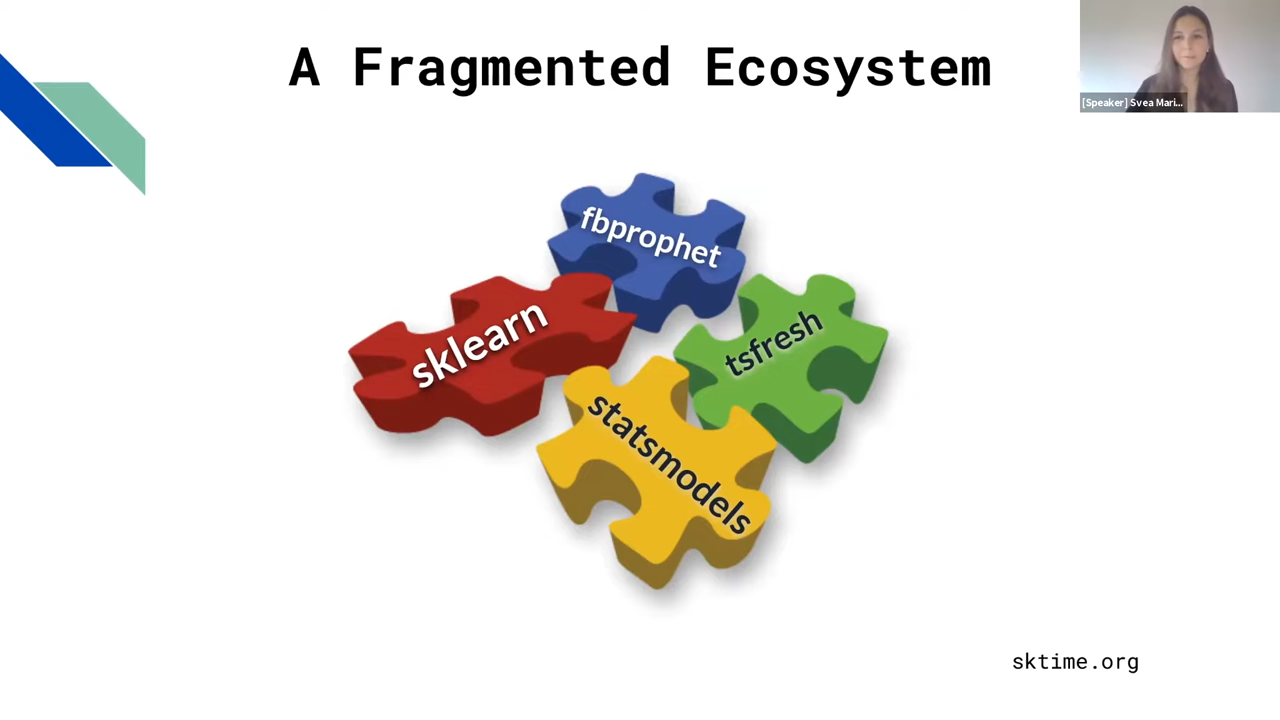 A Fragmented Ecosystem
[Speaker] Svea Mari...
fbprophet
sklearn
tsfresh
statsmodels
sktime.org